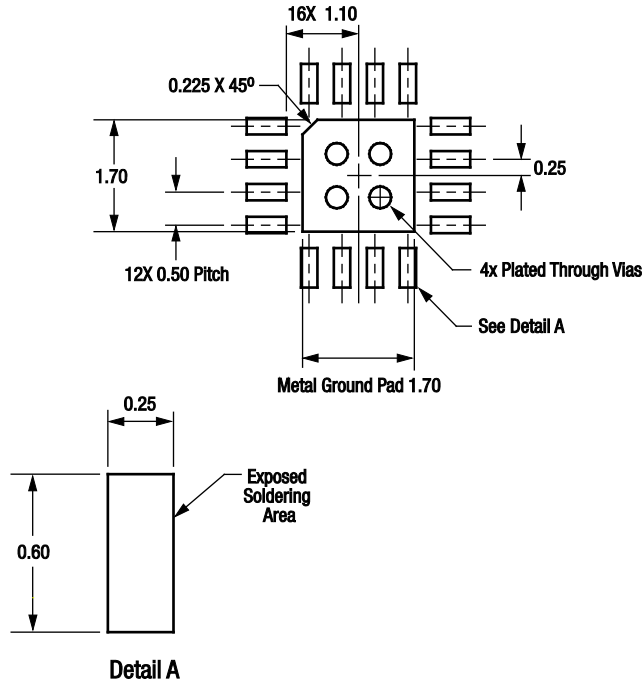 16X 1.10
0.225 X 45º
1.70
0.25
12X 0.50 Pitch
4x Plated Through Vias
See Detail A
Metal Ground Pad 1.70
0.25
Exposed
Soldering
Area
0.60
Detail A